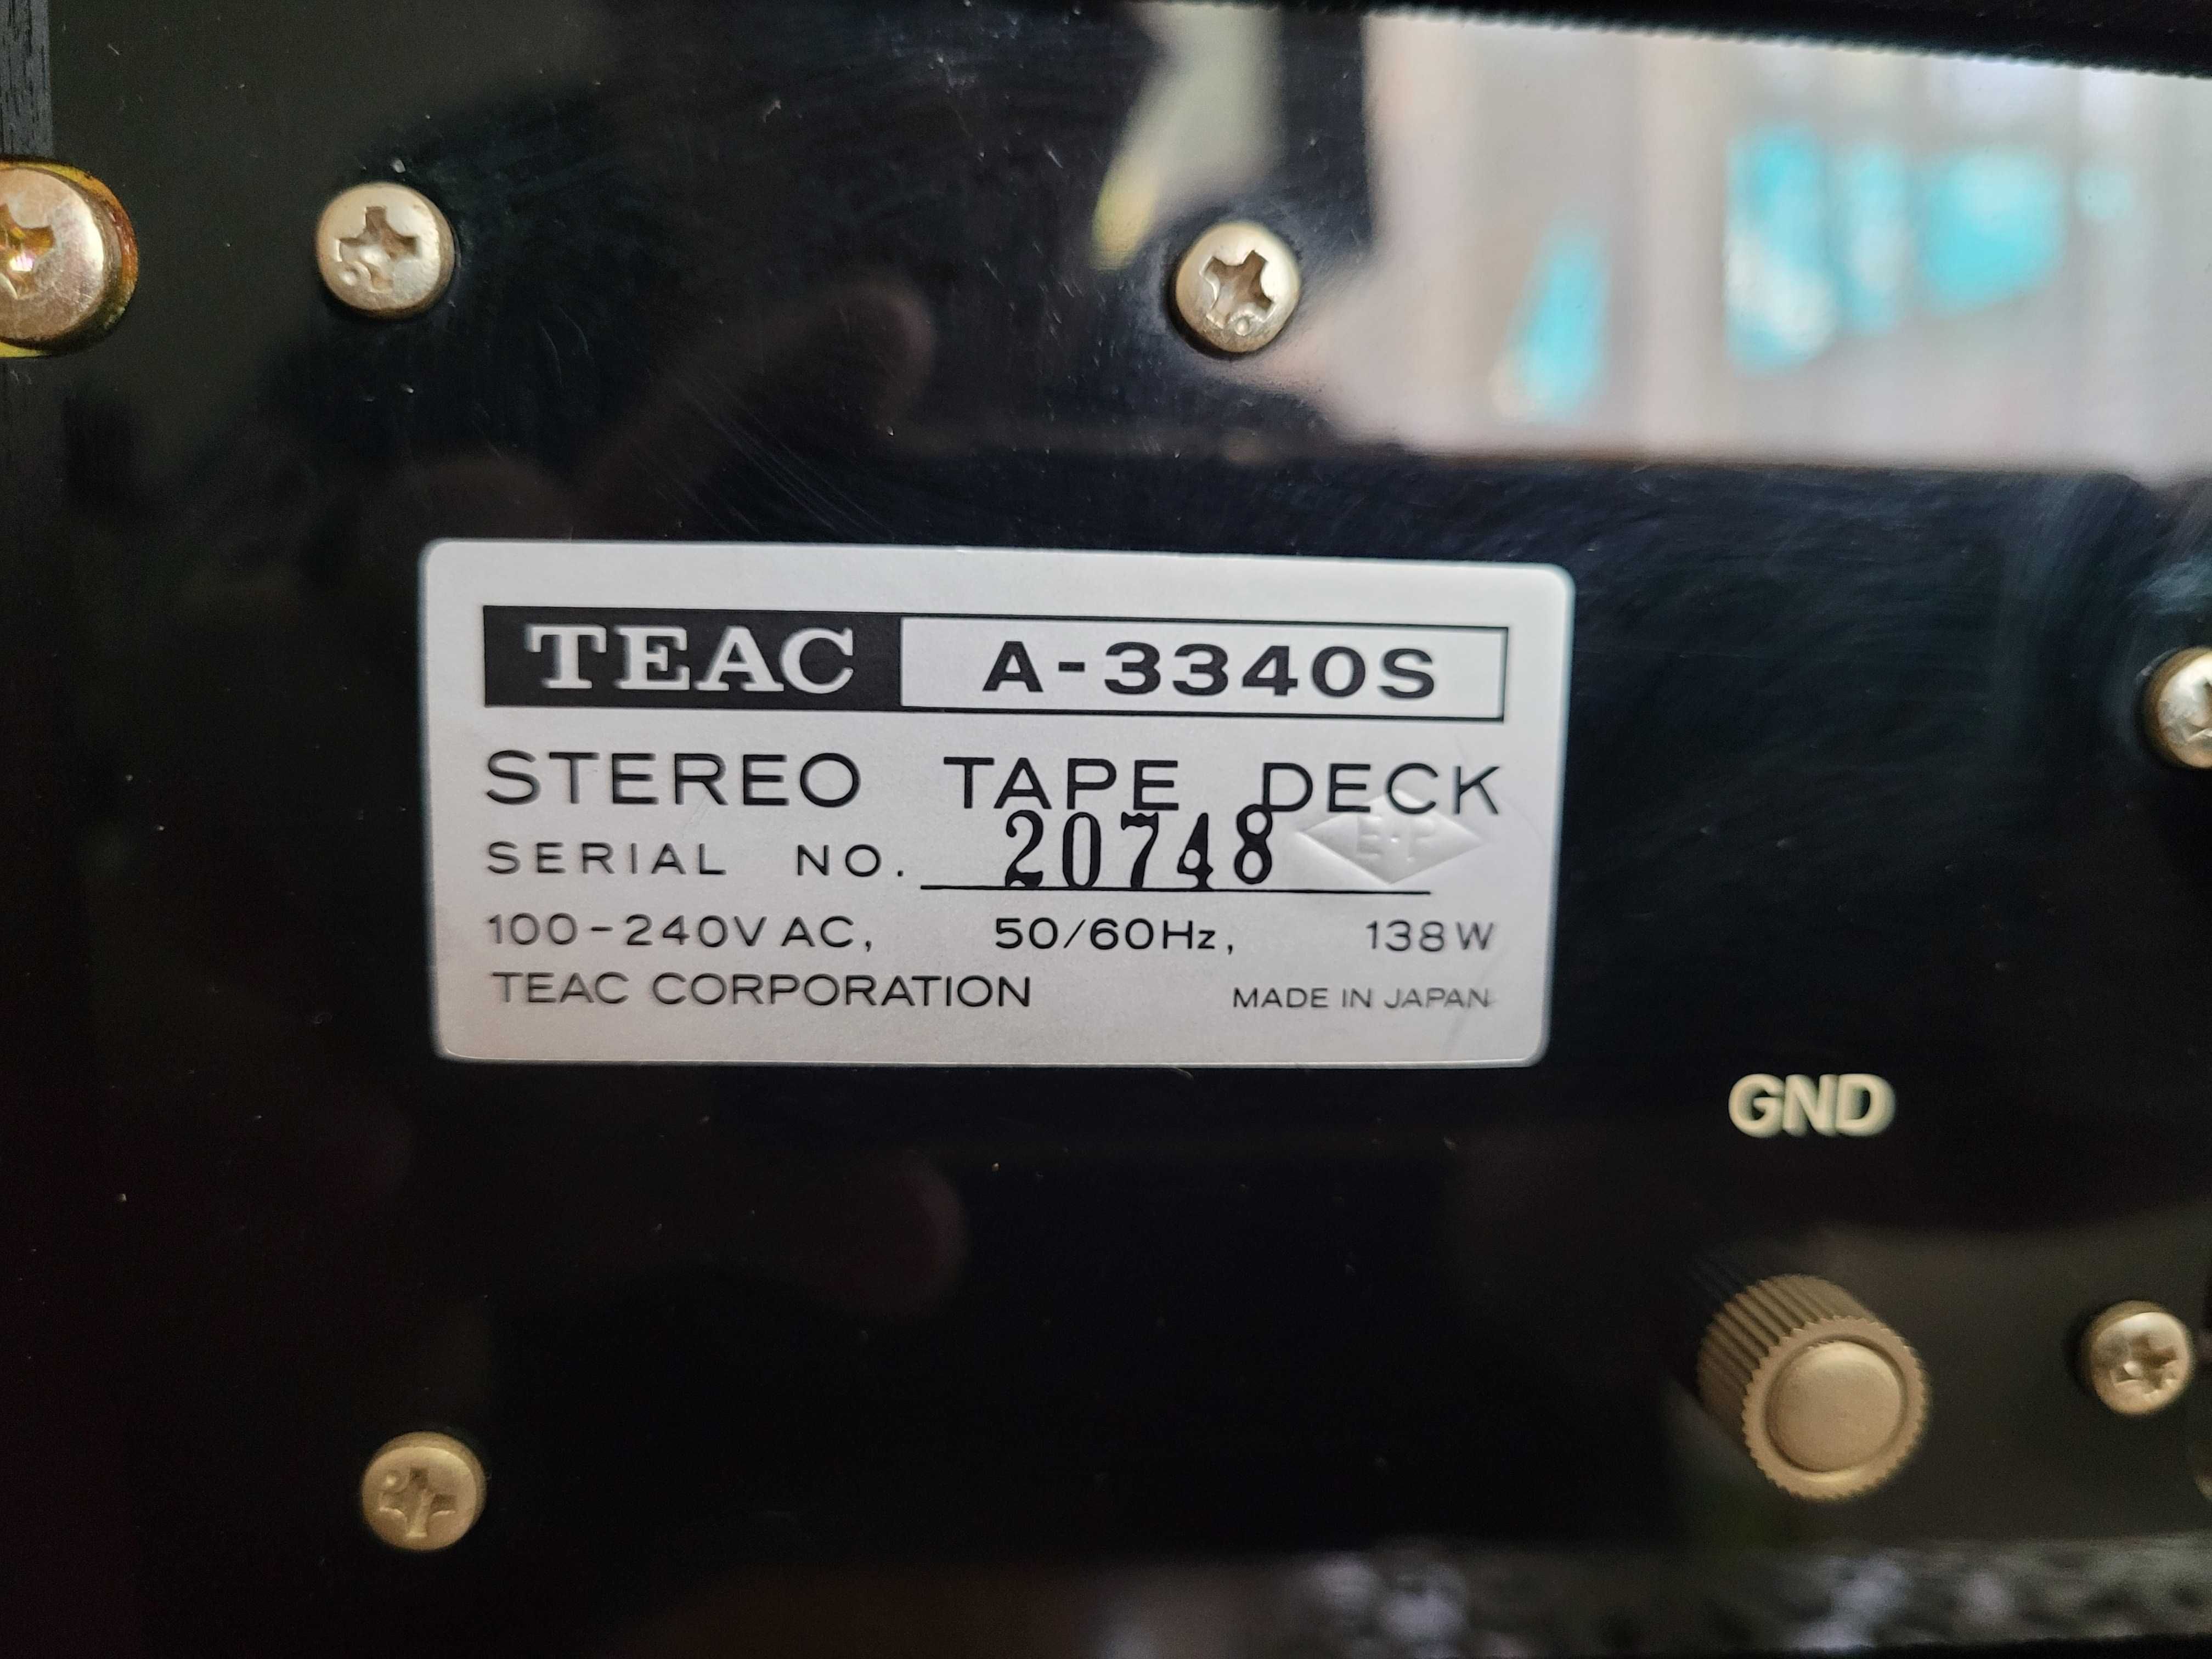 TEAC A-3340S
STEREO TAPE DECK
SERIAL NO. 20748
E·P
100-240V AC, 50/60Hz, 138W
TEAC CORPORATION MADE IN JAPAN
GND